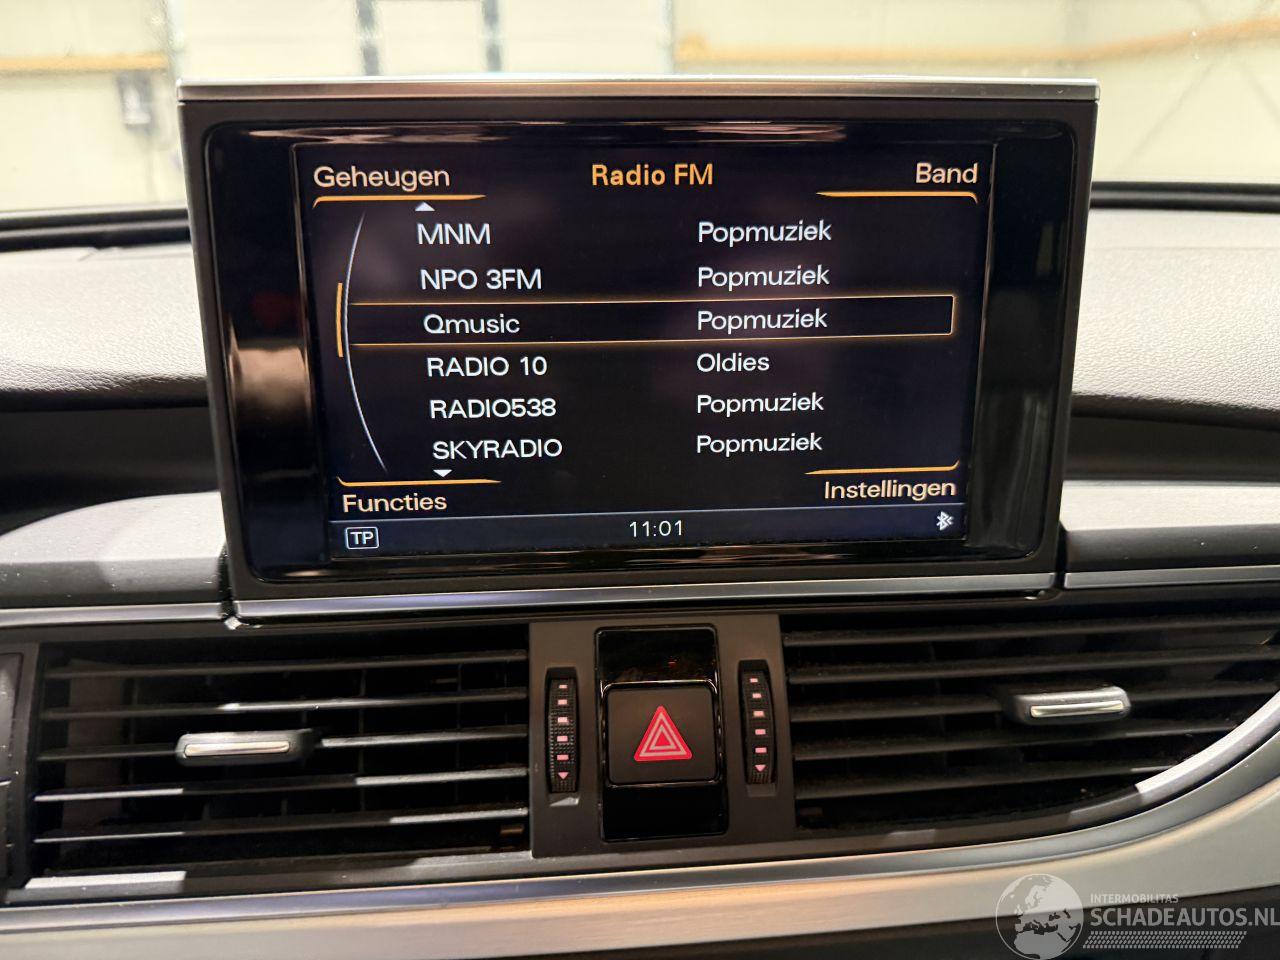 Geheugen Radio FM Band
MNM Popmuziek
NPO 3FM Popmuziek
Qmusic Popmuziek
RADIO 10 Oldies
RADIO538 Popmuziek
SKYRADIO Popmuziek
Functies Instellingen
TP 11:01
INTERMOBILITAS
SCHADEAUTOS.NL